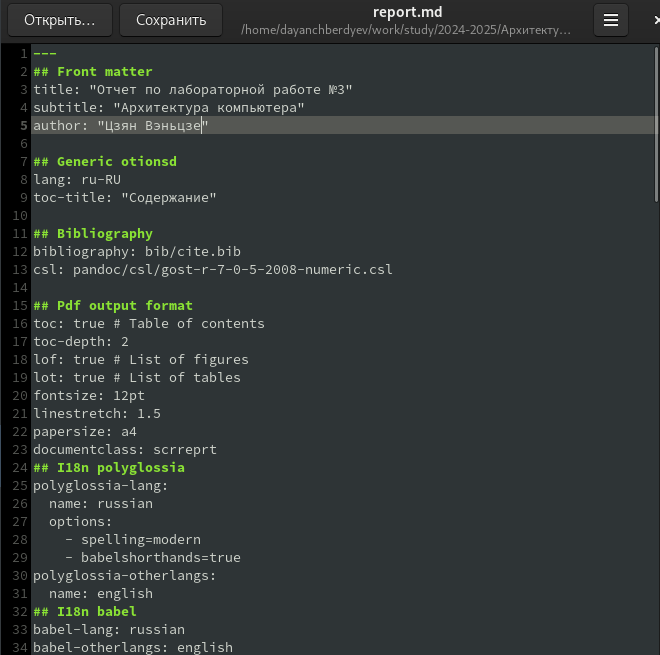 Открыть...
Сохранить
report.md
/home/dayanchberdyev/work/study/2024-2025/Архитекту...
1 ---
2 ## Front matter
3 title: "Отчет по лабораторной работе №3"
4 subtitle: "Архитектура компьютера"
5 author: "Цзян Вэньцзе"
6
7 ## Generic otionsd
8 lang: ru-RU
9 toc-title: "Содержание"
10
11 ## Bibliography
12 bibliography: bib/cite.bib
13 csl: pandoc/csl/gost-r-7-0-5-2008-numeric.csl
14
15 ## Pdf output format
16 toc: true # Table of contents
17 toc-depth: 2
18 lof: true # List of figures
19 lot: true # List of tables
20 fontsize: 12pt
21 linestretch: 1.5
22 papersize: a4
23 documentclass: scrreprt
24 ## I18n polyglossia
25 polyglossia-lang:
26   name: russian
27   options:
28     - spelling=modern
29     - babelshorthands=true
30 polyglossia-otherlangs:
31   name: english
32 ## I18n babel
33 babel-lang: russian
34 babel-otherlangs: english